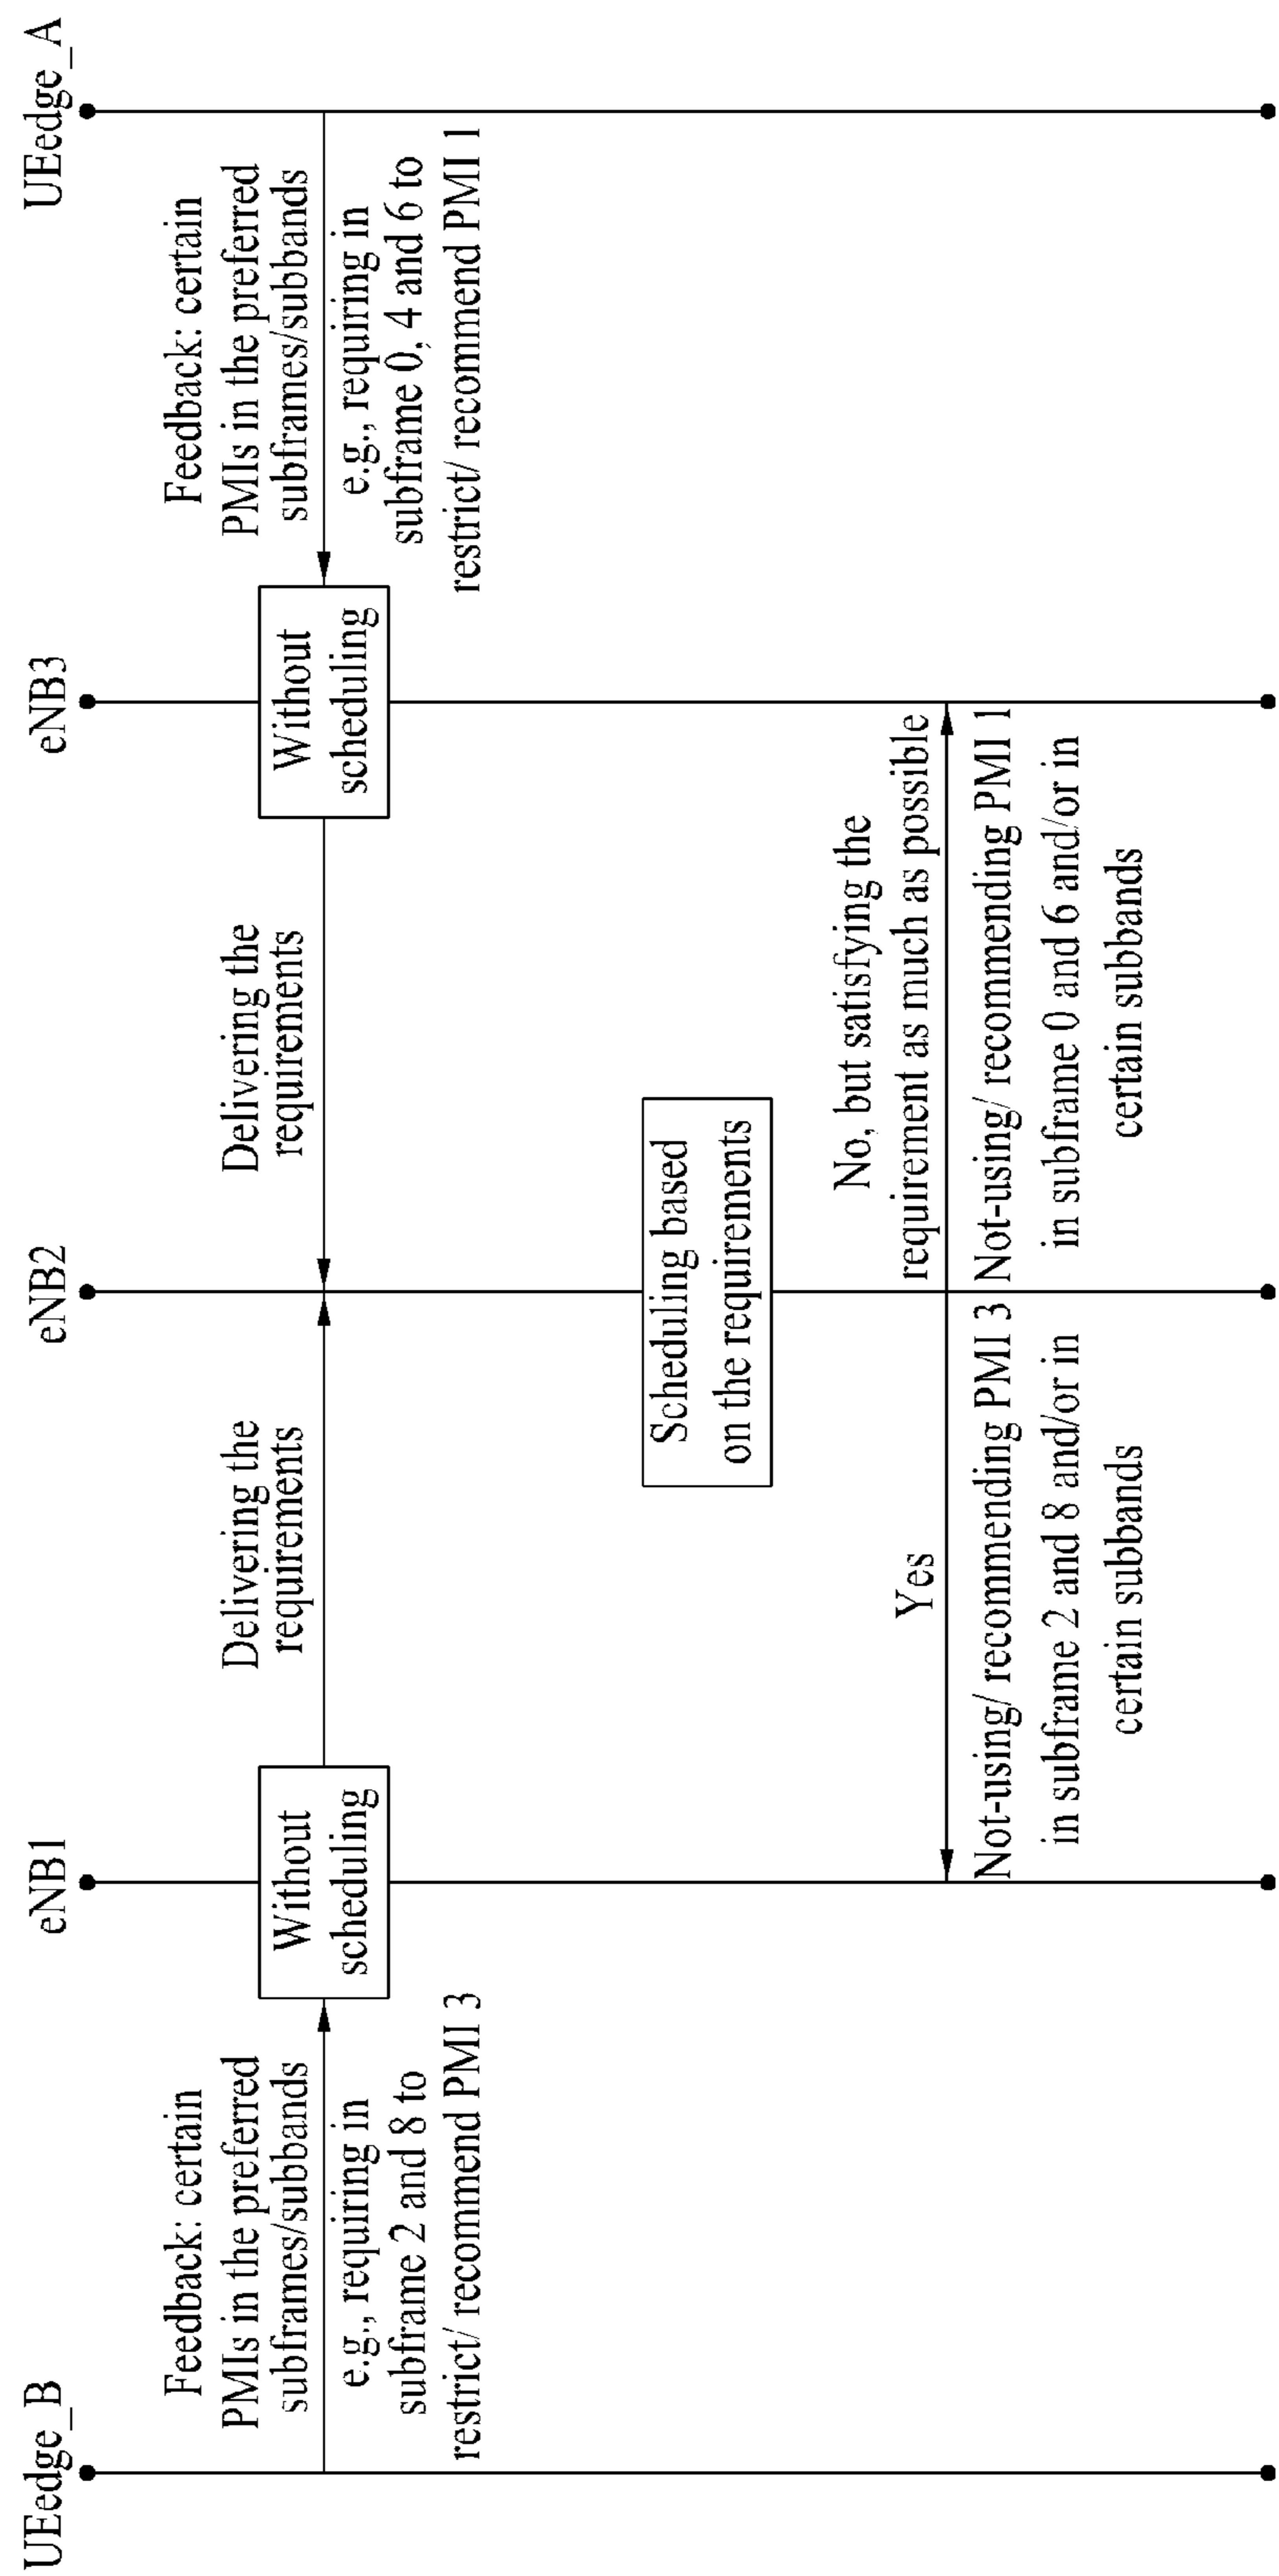 UEedge_B
eNB1
eNB2
eNB3
UEedge_A
Feedback: certain
PMIs in the preferred
subframes/subbands
e.g., requiring in
subframe 2 and 8 to
restrict/ recommend PMI 3
Without
scheduling
Delivering the
requirements
Delivering the
requirements
Without
scheduling
Feedback: certain
PMIs in the preferred
subframes/subbands
e.g., requiring in
subframe 0, 4 and 6 to
restrict/ recommend PMI 1
Scheduling based
on the requirements
Yes
Not-using/ recommending PMI 3
in subframe 2 and 8 and/or in
certain subbands
No, but satisfying the
requirement as much as possible
Not-using/ recommending PMI 1
in subframe 0 and 6 and/or in
certain subbands